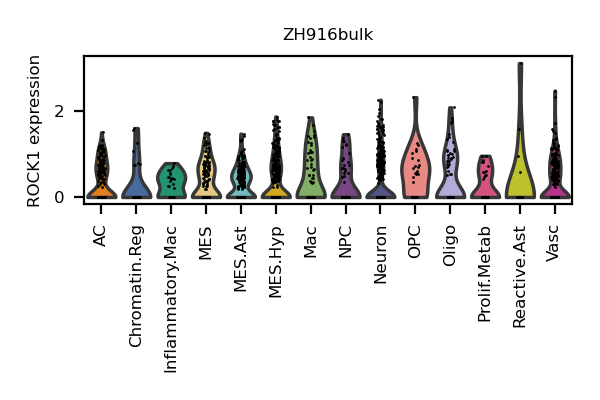 ZH916bulk
ROCK1 expression
2
0
AC
Chromatin.Reg
Inflammatory.Mac
MES
MES.Ast
MES.Hyp
Mac
NPC
Neuron
OPC
Oligo
Prolif.Metab
Reactive.Ast
Vasc